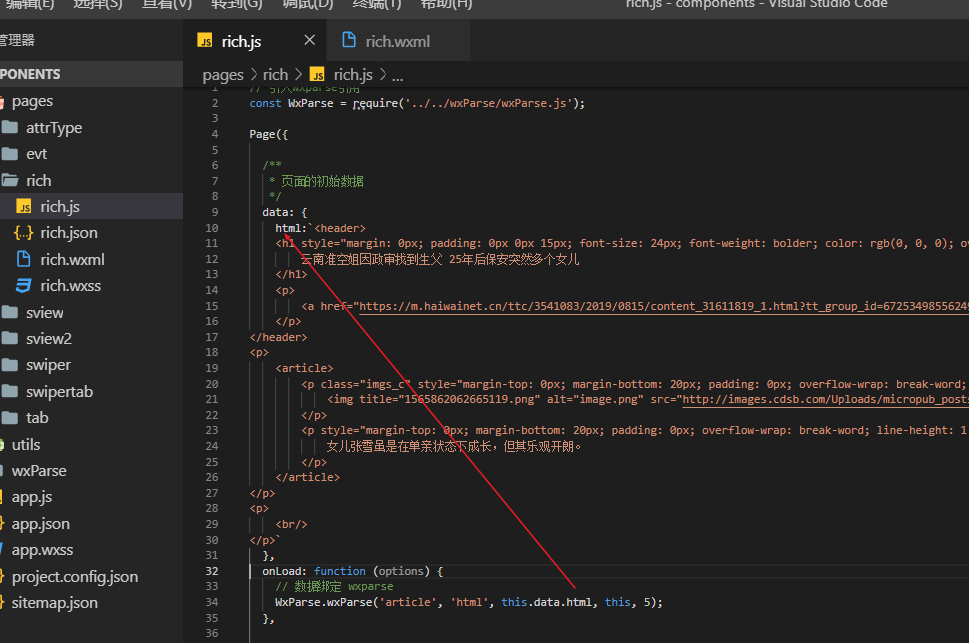 编辑(E) 选择(S) 查看(V) 转到(G) 调试(D) 终端(T) 帮助(H) rich.js - components - Visual Studio Code
管理器
JS rich.js × rich.wxml
PONENTS
pages > rich > JS rich.js > ...
pages
attrType
evt
rich
JS rich.js
{..} rich.json
rich.wxml
rich.wxss
sview
sview2
swiper
swipertab
tab
utils
wxParse
app.js
app.json
app.wxss
project.config.json
sitemap.json
1 // 引入wxparse引用
2 const WxParse = require('../../wxParse/wxParse.js');
3
4 Page({
5
6 /**
7 * 页面的初始数据
8 */
9 data: {
10 html:`<header>
11 <h1 style="margin: 0px; padding: 0px 0px 15px; font-size: 24px; font-weight: bolder; color: rgb(0, 0, 0); ov
12 云南准空姐因政审找到生父 25年后保安突然多个女儿
13 </h1>
14 <p>
15 <a href="https://m.haiwainet.cn/ttc/3541083/2019/0815/content_31611819_1.html?tt_group_id=67253498556249
16 </p>
17 </header>
18 <p>
19 <article>
20 <p class="imgs_c" style="margin-top: 0px; margin-bottom: 20px; padding: 0px; overflow-wrap: break-word;
21 <img title="1565862062665119.png" alt="image.png" src="http://images.cdsb.com/Uploads/micropub_posts
22 </p>
23 <p style="margin-top: 0px; margin-bottom: 20px; padding: 0px; overflow-wrap: break-word; line-height: 1
24 女儿张雪虽是在单亲状态下成长，但其乐观开朗。
25 </p>
26 </article>
27 </p>
28 <p>
29 <br/>
30 </p>`
31 },
32 onLoad: function (options) {
33 // 数据绑定 wxparse
34 WxParse.wxParse('article', 'html', this.data.html, this, 5);
35 },
36